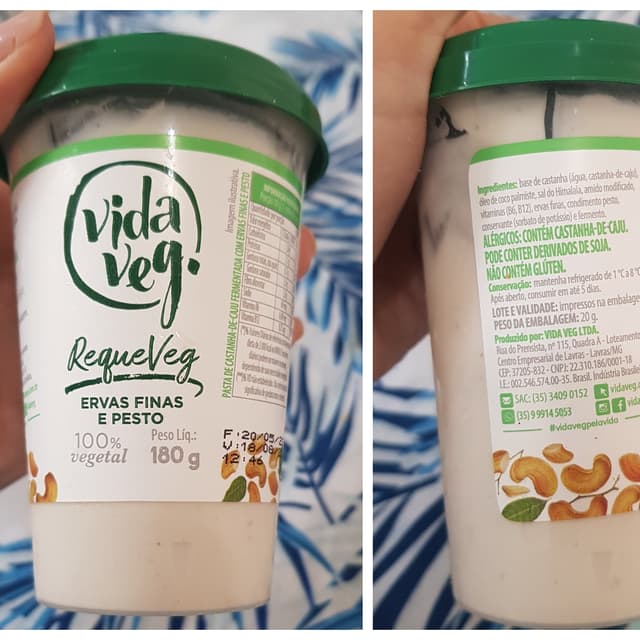 vida
veg.
RequeVeg
ERVAS FINAS
E PESTO
100%
vegetal
Peso Líq.:
180 g
Imagem ilustrativa.
PASTA DE CASTANHA-DE-CAJU FERMENTADA COM ERVAS FINAS E PESTO
F:20/05/
V:18/08
12:46
Ingredientes: base de castanha (água, castanha-de-caju),
óleo de coco palmiste, sal do Himalaia, amido modificado,
vitaminas (B6, B12), ervas finas, condimento pesto,
conservante (sorbato de potássio) e fermento.
ALÉRGICOS: CONTÉM CASTANHA-DE-CAJU.
PODE CONTER DERIVADOS DE SOJA.
NÃO CONTÉM GLÚTEN.
Conservação: mantenha refrigerado de 1 °C a 8 °C
Após aberto, consumir em até 5 dias.
LOTE E VALIDADE: impressos na embalage
PESO DA EMBALAGEM: 20 g.
Produzido por: VIDA VEG LTDA.
Rua do Prensista, nº 115, Quadra A - Loteamento
Centro Empresarial de Lavras - Lavras/MG
CEP: 37205-832 - CNPJ: 22.310.186/0001-18
I.E.: 002.546.574.00-35. Brasil. Indústria Brasile
SAC: (35) 3409 0152
vidaveg.
(35) 9 9914 5053
vida
#vidavegpelavida